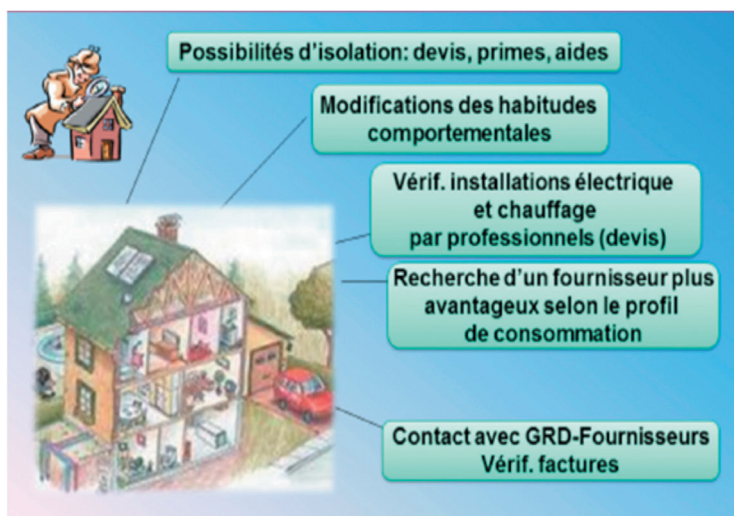 Possibilités d'isolation: devis, primes, aides
Modifications des habitudes
comportementales
Vérif. installations électrique
et chauffage
par professionnels (devis)
Recherche d'un fournisseur plus
avantageux selon le profil
de consommation
Contact avec GRD-Fournisseurs
Vérif. factures